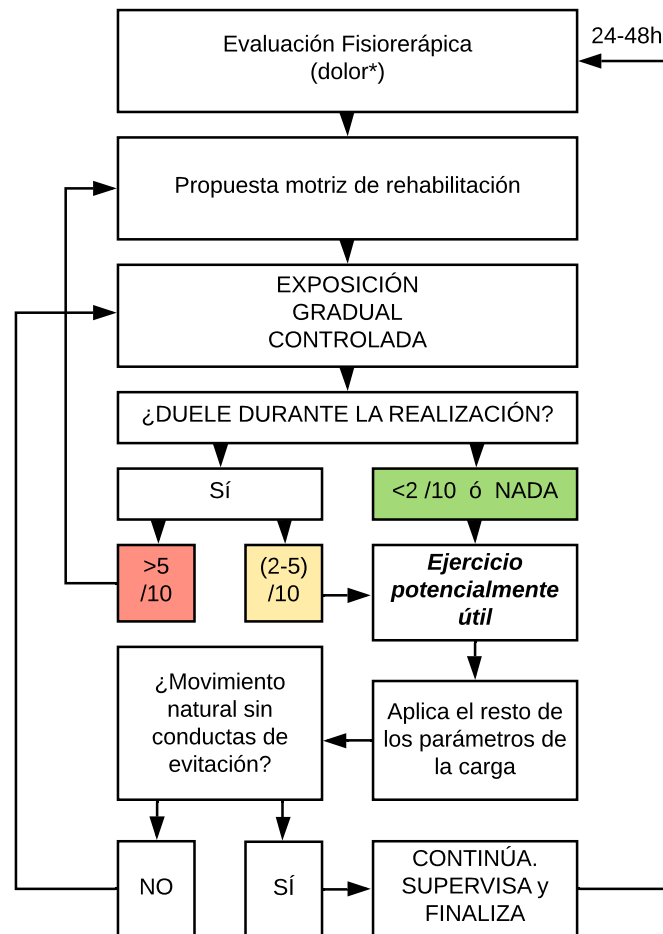 Evaluación Fisiorerápica
(dolor*)
24-48h
Propuesta motriz de rehabilitación
EXPOSICIÓN
GRADUAL
CONTROLADA
¿DUELE DURANTE LA REALIZACIÓN?
SÍ
<2 /10 ó NADA
>5
/10
(2-5)
/10
Ejercicio
potencialmente
útil
¿Movimiento
natural sin
conductas de
evitación?
Aplica el resto de
los parámetros de
la carga
NO
SÍ
CONTINÚA.
SUPERVISA y
FINALIZA